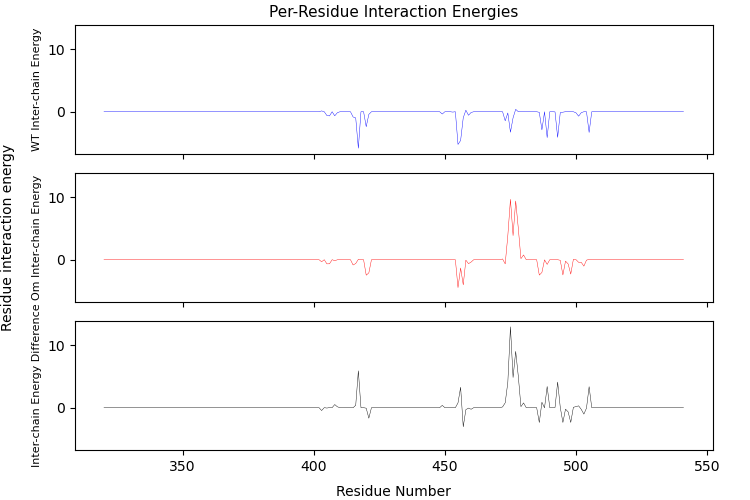 Per-Residue Interaction Energies
Residue interaction energy
WT Inter-chain Energy
10
0
Om Inter-chain Energy
10
0
Inter-chain Energy Difference
10
0
350
400
450
500
550
Residue Number